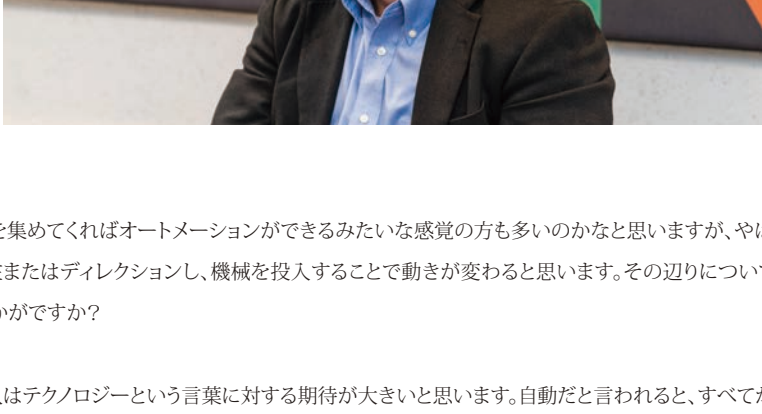 を集めてくればオートメーションができるみたいな感覚の方も多いのかなと思いますが、やは
またはディレクションし、機械を投入することで動きが変わると思います。その辺りについて
かがですか?
はテクノロジーという言葉に対する期待が大きいと思います。自動だと言われると、すべてが